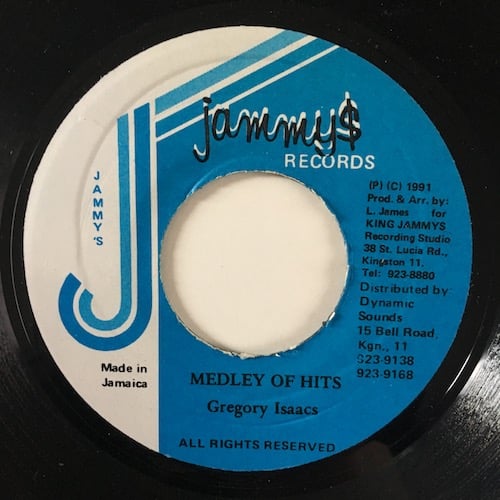 jammy$
RECORDS
JAMMY'S
(P) (C) 1991
Prod. & Arr. by:
L. James for
KING JAMMYS
Recording Studio
38 St. Lucia Rd.,
Kingston 11.
Tel: 923-8880
Distributed by:
Dynamic
Sounds
15 Bell Road,
Kgn., 11
923-9138
923-9168
Made in
Jamaica
MEDLEY OF HITS
Gregory Isaacs
ALL RIGHTS RESERVED